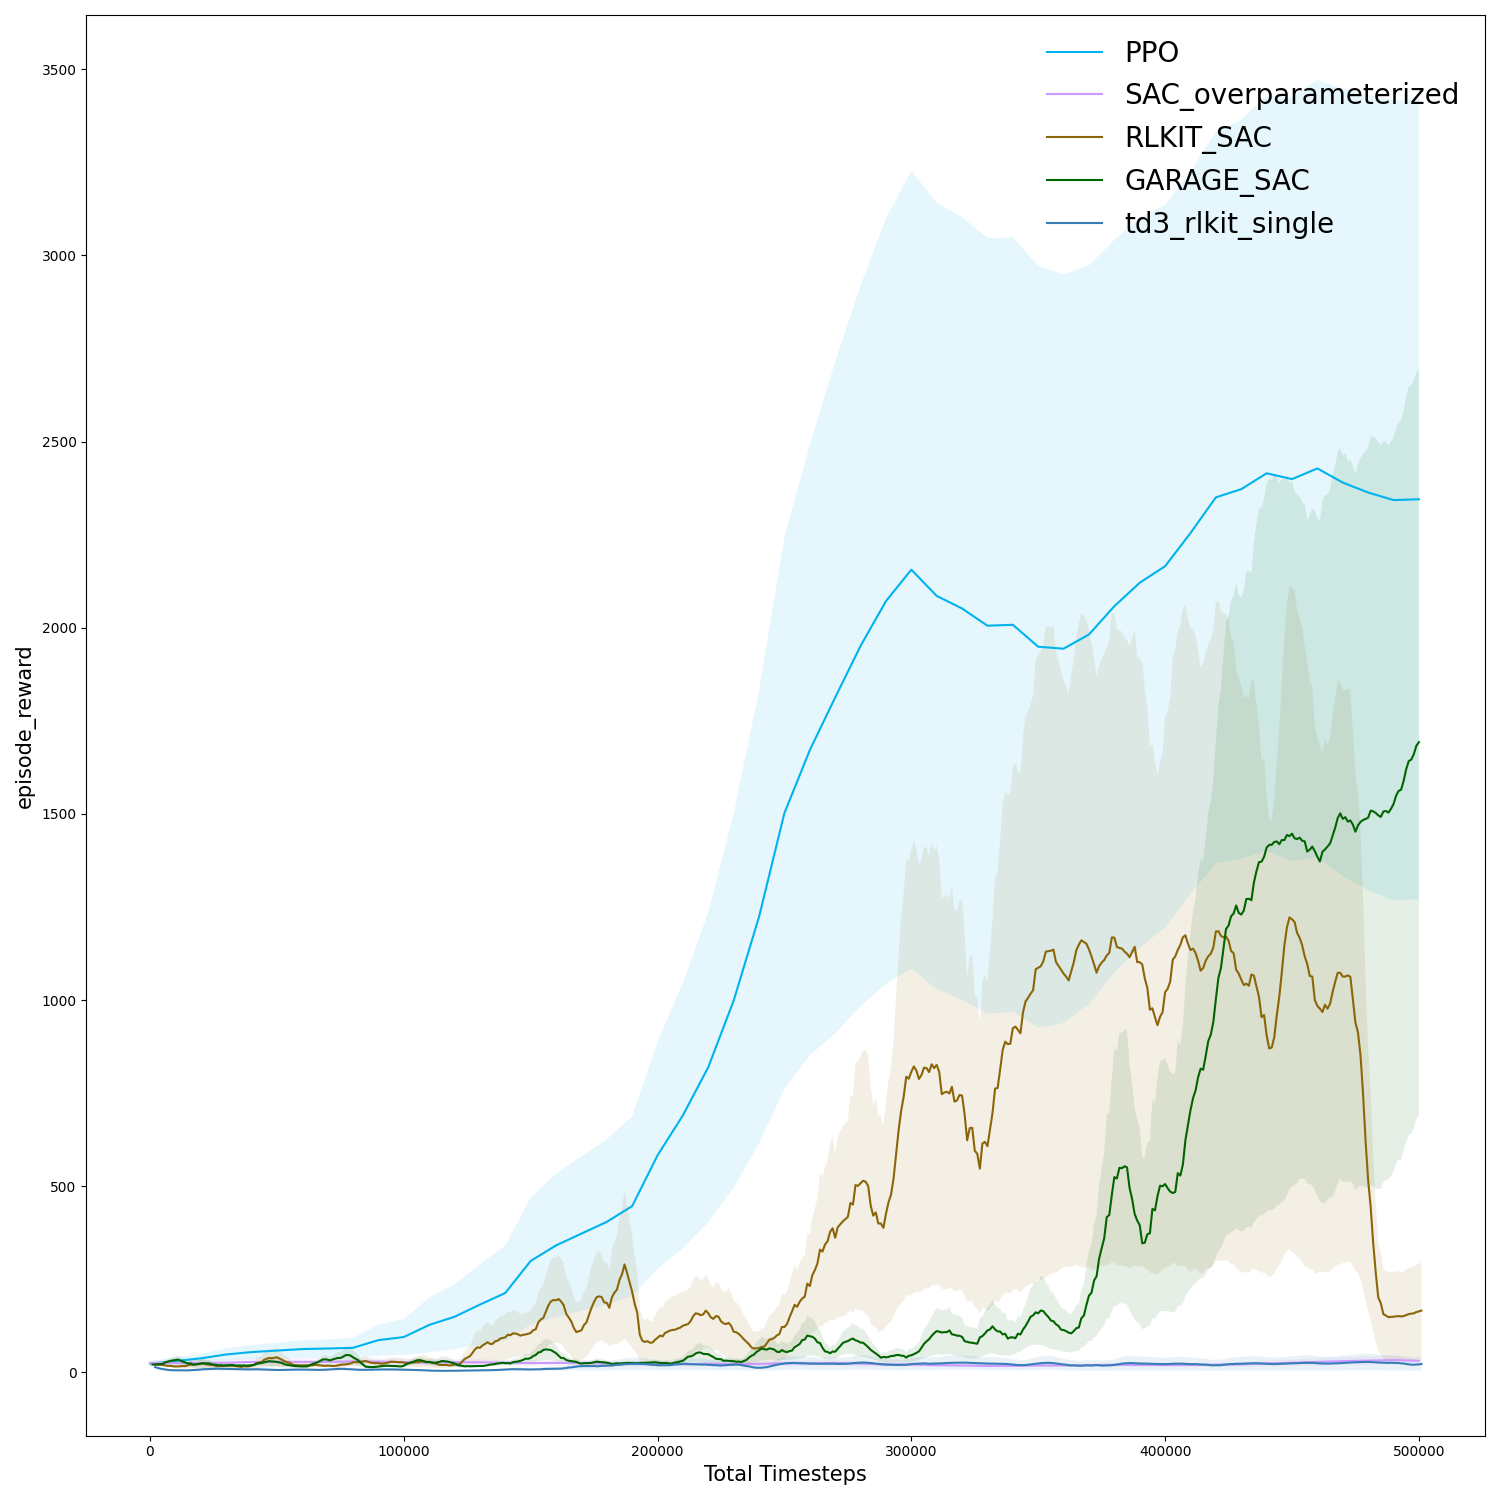 PPO
SAC_overparameterized
RLKIT_SAC
GARAGE_SAC
td3_rlkit_single
3500
3000
2500
2000
1500
1000
500
0
episode_reward
0 100000 200000 300000 400000 500000
Total Timesteps